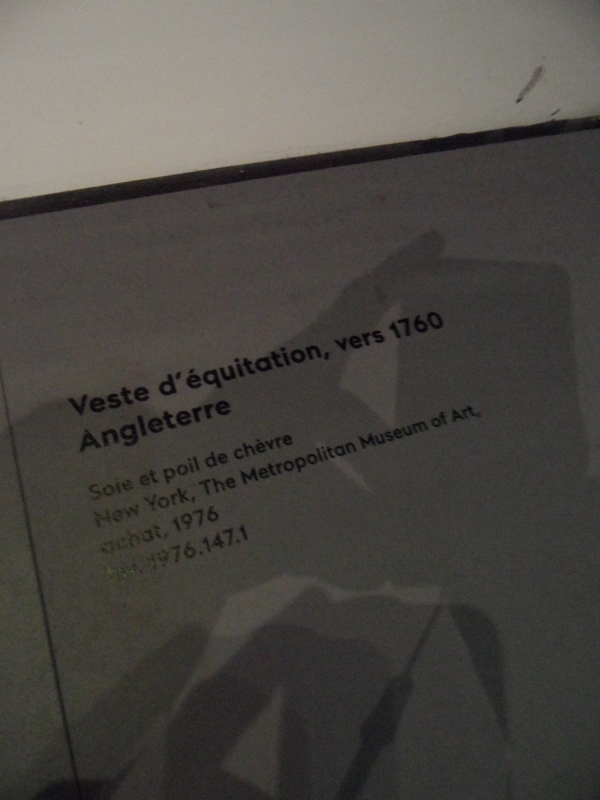 Veste d'équitation, vers 1760
Angleterre
Soie et poil de chèvre
New York, The Metropolitan Museum of Art,
achat, 1976
Inv. 1976.147.1